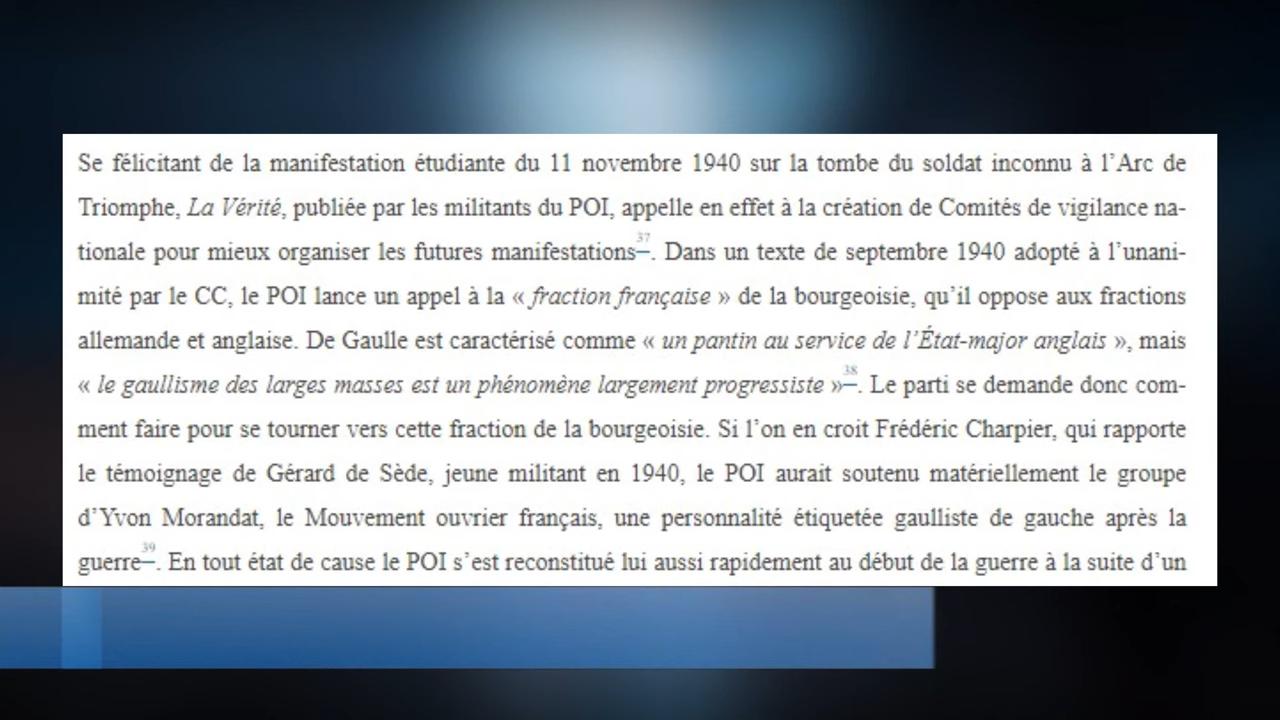 Se félicitant de la manifestation étudiante du 11 novembre 1940 sur la tombe du soldat inconnu à l’Arc de
Triomphe, La Vérité, publiée par les militants du POI, appelle en effet à la création de Comités de vigilance na-
tionale pour mieux organiser les futures manifestations37. Dans un texte de septembre 1940 adopté à l’unani-
mité par le CC, le POI lance un appel à la « fraction française » de la bourgeoisie, qu’il oppose aux fractions
allemande et anglaise. De Gaulle est caractérisé comme « un pantin au service de l’État-major anglais », mais
« le gaullisme des larges masses est un phénomène largement progressiste »38. Le parti se demande donc com-
ment faire pour se tourner vers cette fraction de la bourgeoisie. Si l’on en croit Frédéric Charpier, qui rapporte
le témoignage de Gérard de Sède, jeune militant en 1940, le POI aurait soutenu matériellement le groupe
d’Yvon Morandat, le Mouvement ouvrier français, une personnalité étiquetée gaulliste de gauche après la
guerre39. En tout état de cause le POI s’est reconstitué lui aussi rapidement au début de la guerre à la suite d’un